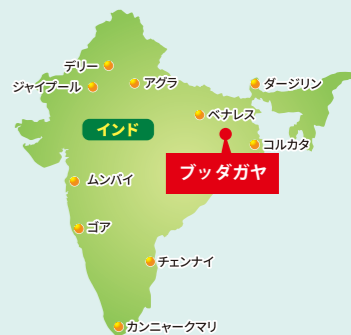 デリー
ジャイプール
アグラ
ダージリン
ベナレス
インド
コルカタ
ブッダガヤ
ムンバイ
ゴア
チェンナイ
カンニャークマリ